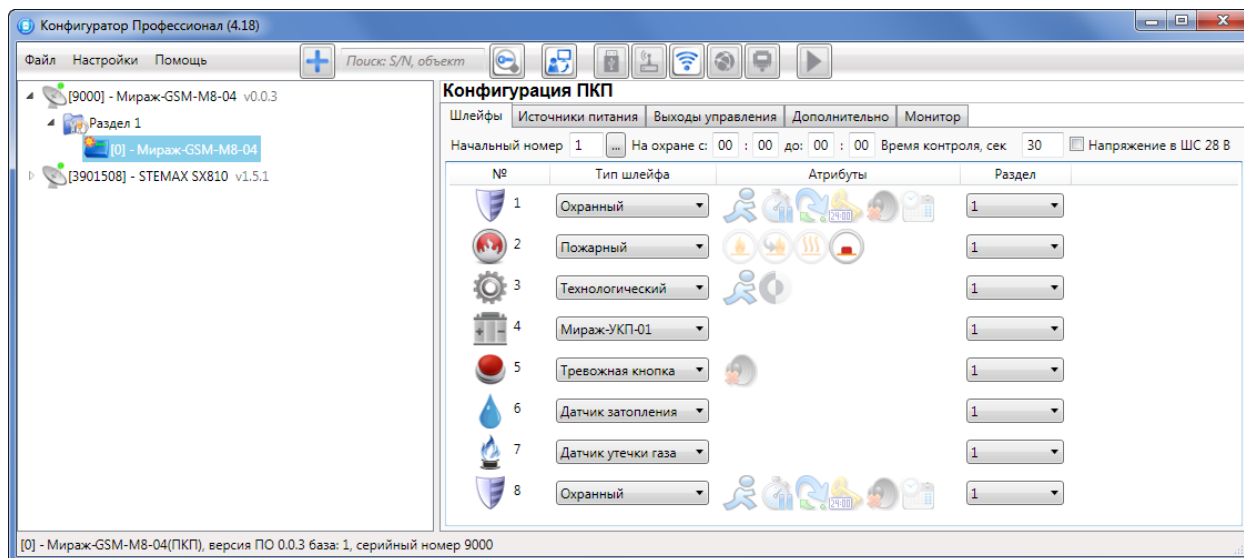 Конфигуратор Профессионал (4.18)
Файл Настройки Помощь Поиск: S/N, объект
[9000] - Мираж-GSM-M8-04 v0.0.3
Раздел 1
[0] - Мираж-GSM-M8-04
[3901508] - STEMAX SX810 v1.5.1
Конфигурация ПКП
Шлейфы Источники питания Выходы управления Дополнительно Монитор
Начальный номер 1 ... На охране с: 00 : 00 до: 00 : 00 Время контроля, сек 30 Напряжение в ШС 28 В
№ Тип шлейфа Атрибуты Раздел
1 Охранный 24:00 1
2 Пожарный 1
3 Технологический 1
4 Мираж-УКП-01 1
5 Тревожная кнопка 1
6 Датчик затопления 1
7 Датчик утечки газа 1
8 Охранный 24:00 1
[0] - Мираж-GSM-M8-04(ПКП), версия ПО 0.0.3 база: 1, серийный номер 9000